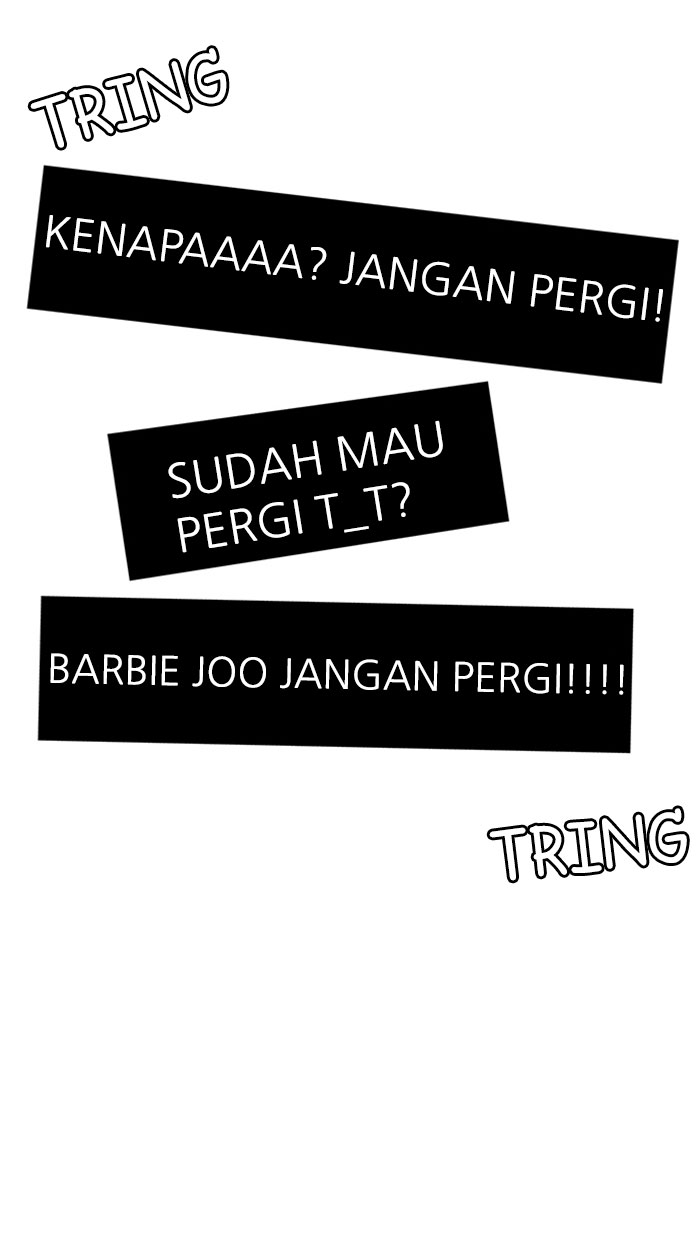 TRING
KENAPAAAA? JANGAN PERGI!
SUDAH MAU
PERGI T_T?
BARBIE JOO JANGAN PERGI!!!!
TRING